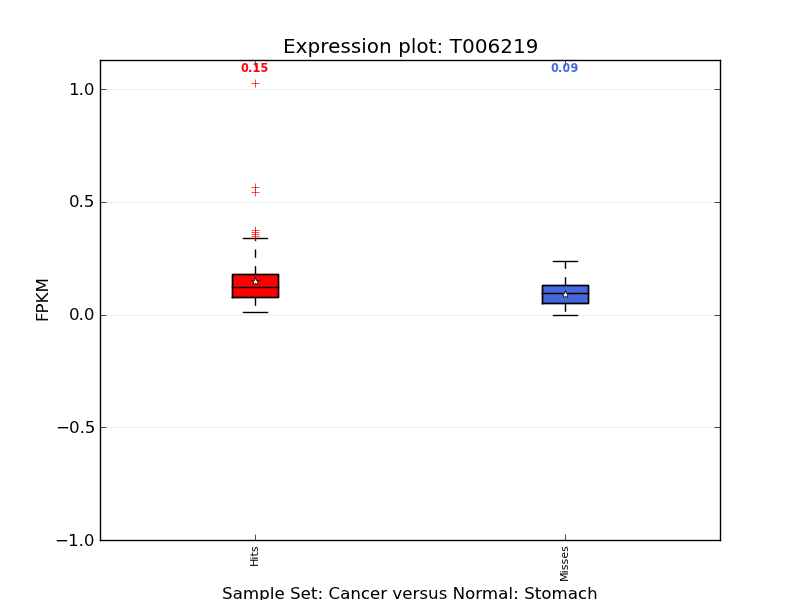 Expression plot: T006219
0.15
0.09
1.0
0.5
0.0
−0.5
−1.0
FPKM
Hits
Misses
Sample Set: Cancer versus Normal: Stomach